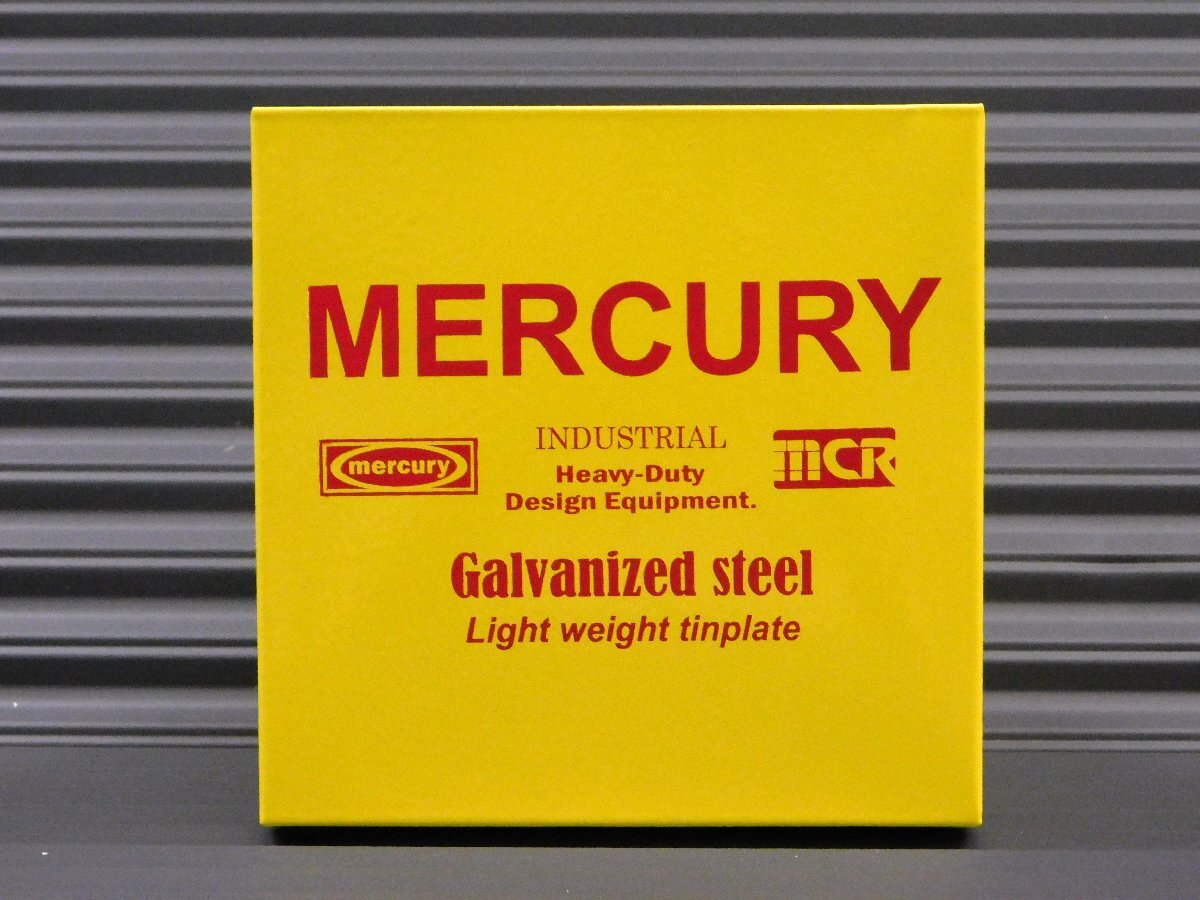 MERCURY
mercury
INDUSTRIAL
Heavy-Duty
Design Equipment.
MCR
Galvanized steel
Light weight tinplate